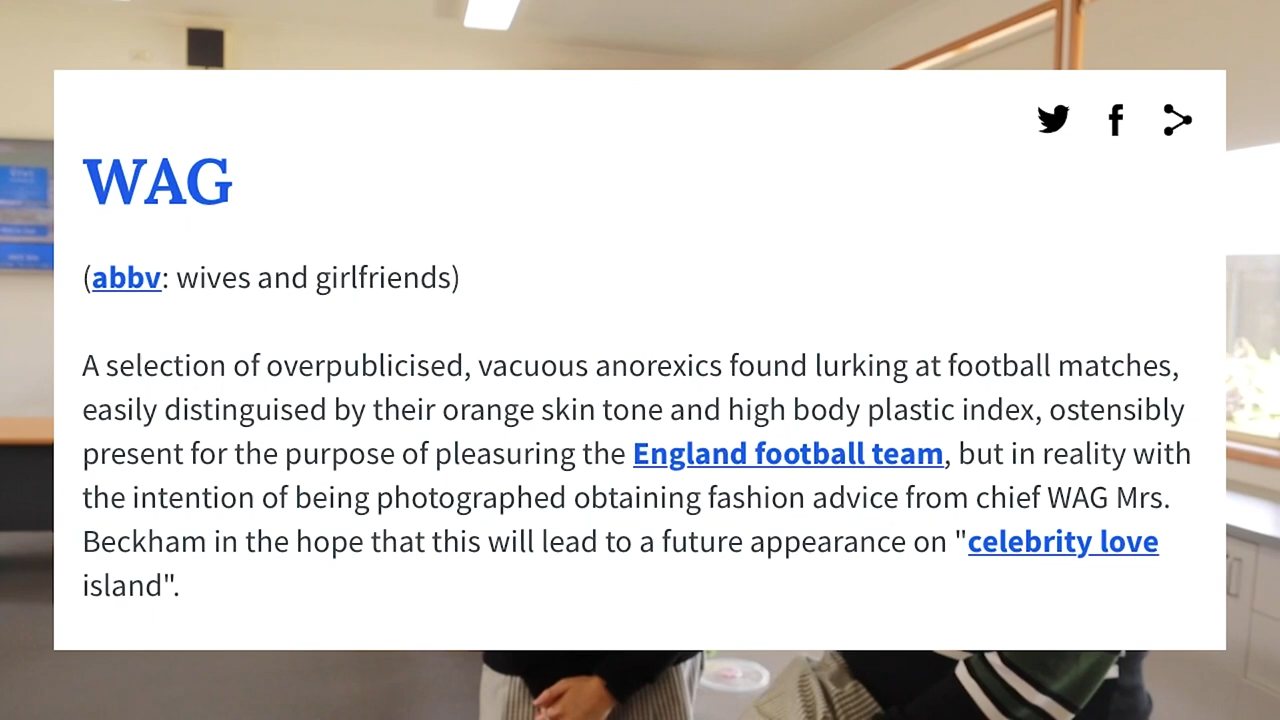 WAG
(abbv: wives and girlfriends)
A selection of overpublicised, vacuous anorexics found lurking at football matches,
easily distinguised by their orange skin tone and high body plastic index, ostensibly
present for the purpose of pleasuring the England football team, but in reality with
the intention of being photographed obtaining fashion advice from chief WAG Mrs.
Beckham in the hope that this will lead to a future appearance on "celebrity love
island".